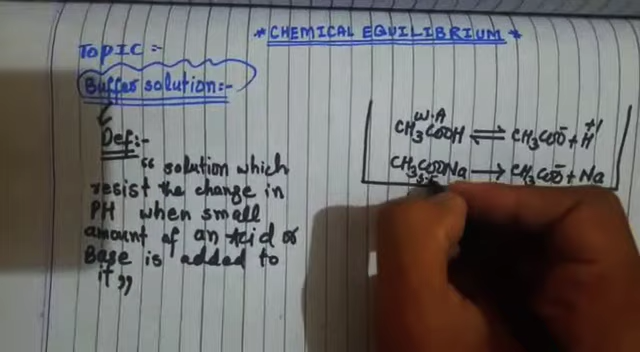 * CHEMICAL EQUILIBRIUM *
Topic :-
Buffer solution:-
Def:-
" solution which
resist the change in
PH when small
amount of an Acid or
Base is added to
it "
W.A
CH₃COOH ⇌ CH₃COO⁻ + H⁺¹
CH₃COONa → CH₃COO⁻ + Na